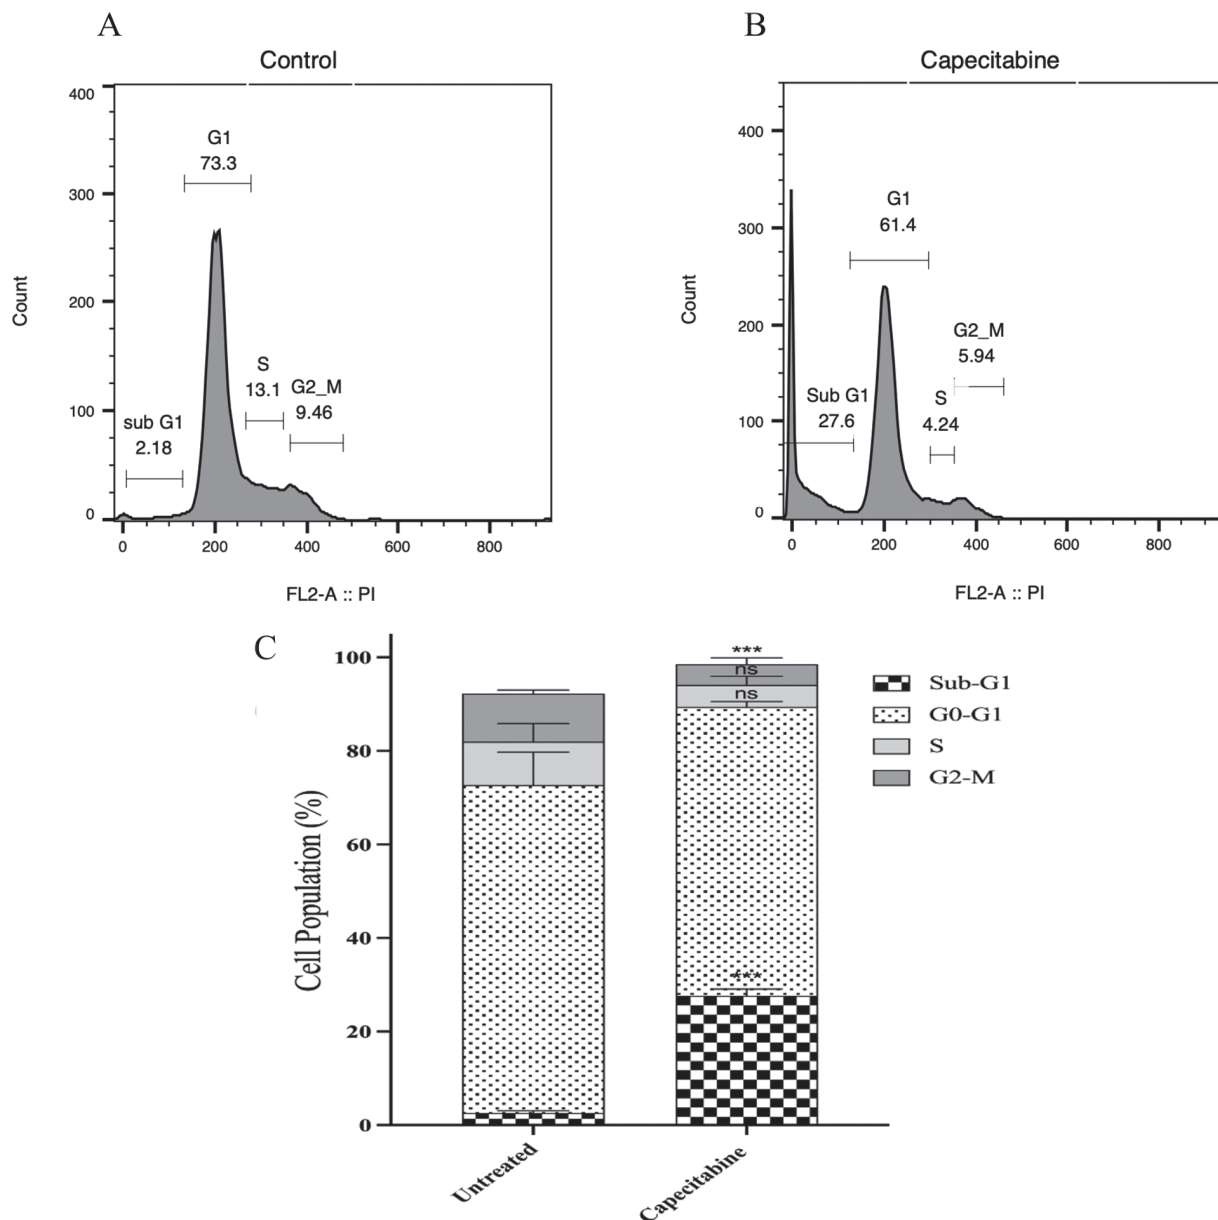 A
Control
400
300
200
100
0
Count
G1
73.3
S
13.1
G2_M
9.46
sub G1
2.18
0 200 400 600 800
FL2-A :: PI
B
Capecitabine
400
300
200
100
0
Count
G1
61.4
G2_M
5.94
Sub G1
27.6
S
4.24
0 200 400 600 800
FL2-A :: PI
C
Cell Population (%)
100
80
60
40
20
0
***
ns
ns
***
Untreated
Capecitabine
Sub-G1
G0-G1
S
G2-M